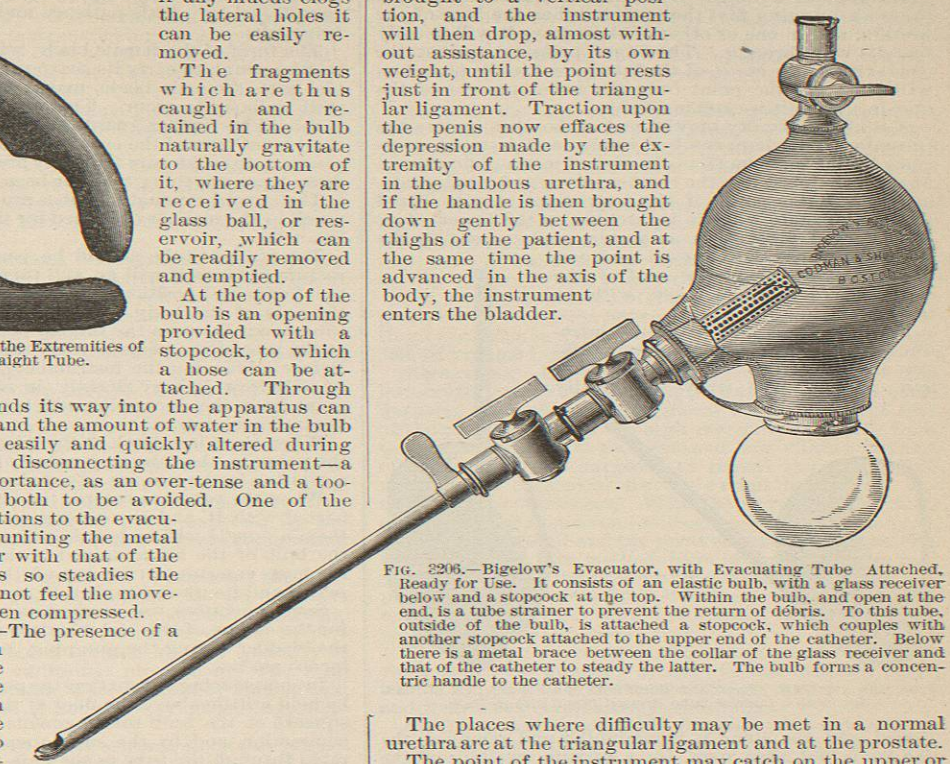 the lateral holes it
can be easily re-
moved.
The fragments
which are thus
caught and re-
tained in the bulb
naturally gravitate
to the bottom of
it, where they are
received in the
glass ball, or res-
ervoir, which can
be readily removed
and emptied.
At the top of the
bulb is an opening
provided with a
stopcock, to which
a hose can be at-
tached. Through
the Extremities of
aight Tube.
nds its way into the apparatus can
and the amount of water in the bulb
easily and quickly altered during
disconnecting the instrument—a
ortance, as an over-tense and a too-
both to be avoided. One of the
tions to the evacu-
uniting the metal
r with that of the
s so steadies the
not feel the move-
en compressed.
—The presence of a
tion, and the instrument
will then drop, almost with-
out assistance, by its own
weight, until the point rests
just in front of the triangu-
lar ligament. Traction upon
the penis now effaces the
depression made by the ex-
tremity of the instrument
in the bulbous urethra, and
if the handle is then brought
down gently between the
thighs of the patient, and at
the same time the point is
advanced in the axis of the
body, the instrument
enters the bladder.
BIGELOW'S
CODMAN &
BOSTON
FIG. 3206.—Bigelow's Evacuator, with Evacuating Tube Attached,
Ready for Use. It consists of an elastic bulb, with a glass receiver
below and a stopcock at the top. Within the bulb, and open at the
end, is a tube strainer to prevent the return of débris. To this tube,
outside of the bulb, is attached a stopcock, which couples with
another stopcock attached to the upper end of the catheter. Below
there is a metal brace between the collar of the glass receiver and
that of the catheter to steady the latter. The bulb forms a concen-
tric handle to the catheter.
The places where difficulty may be met in a normal
urethra are at the triangular ligament and at the prostate.
The point of the instrument may catch on the upper or